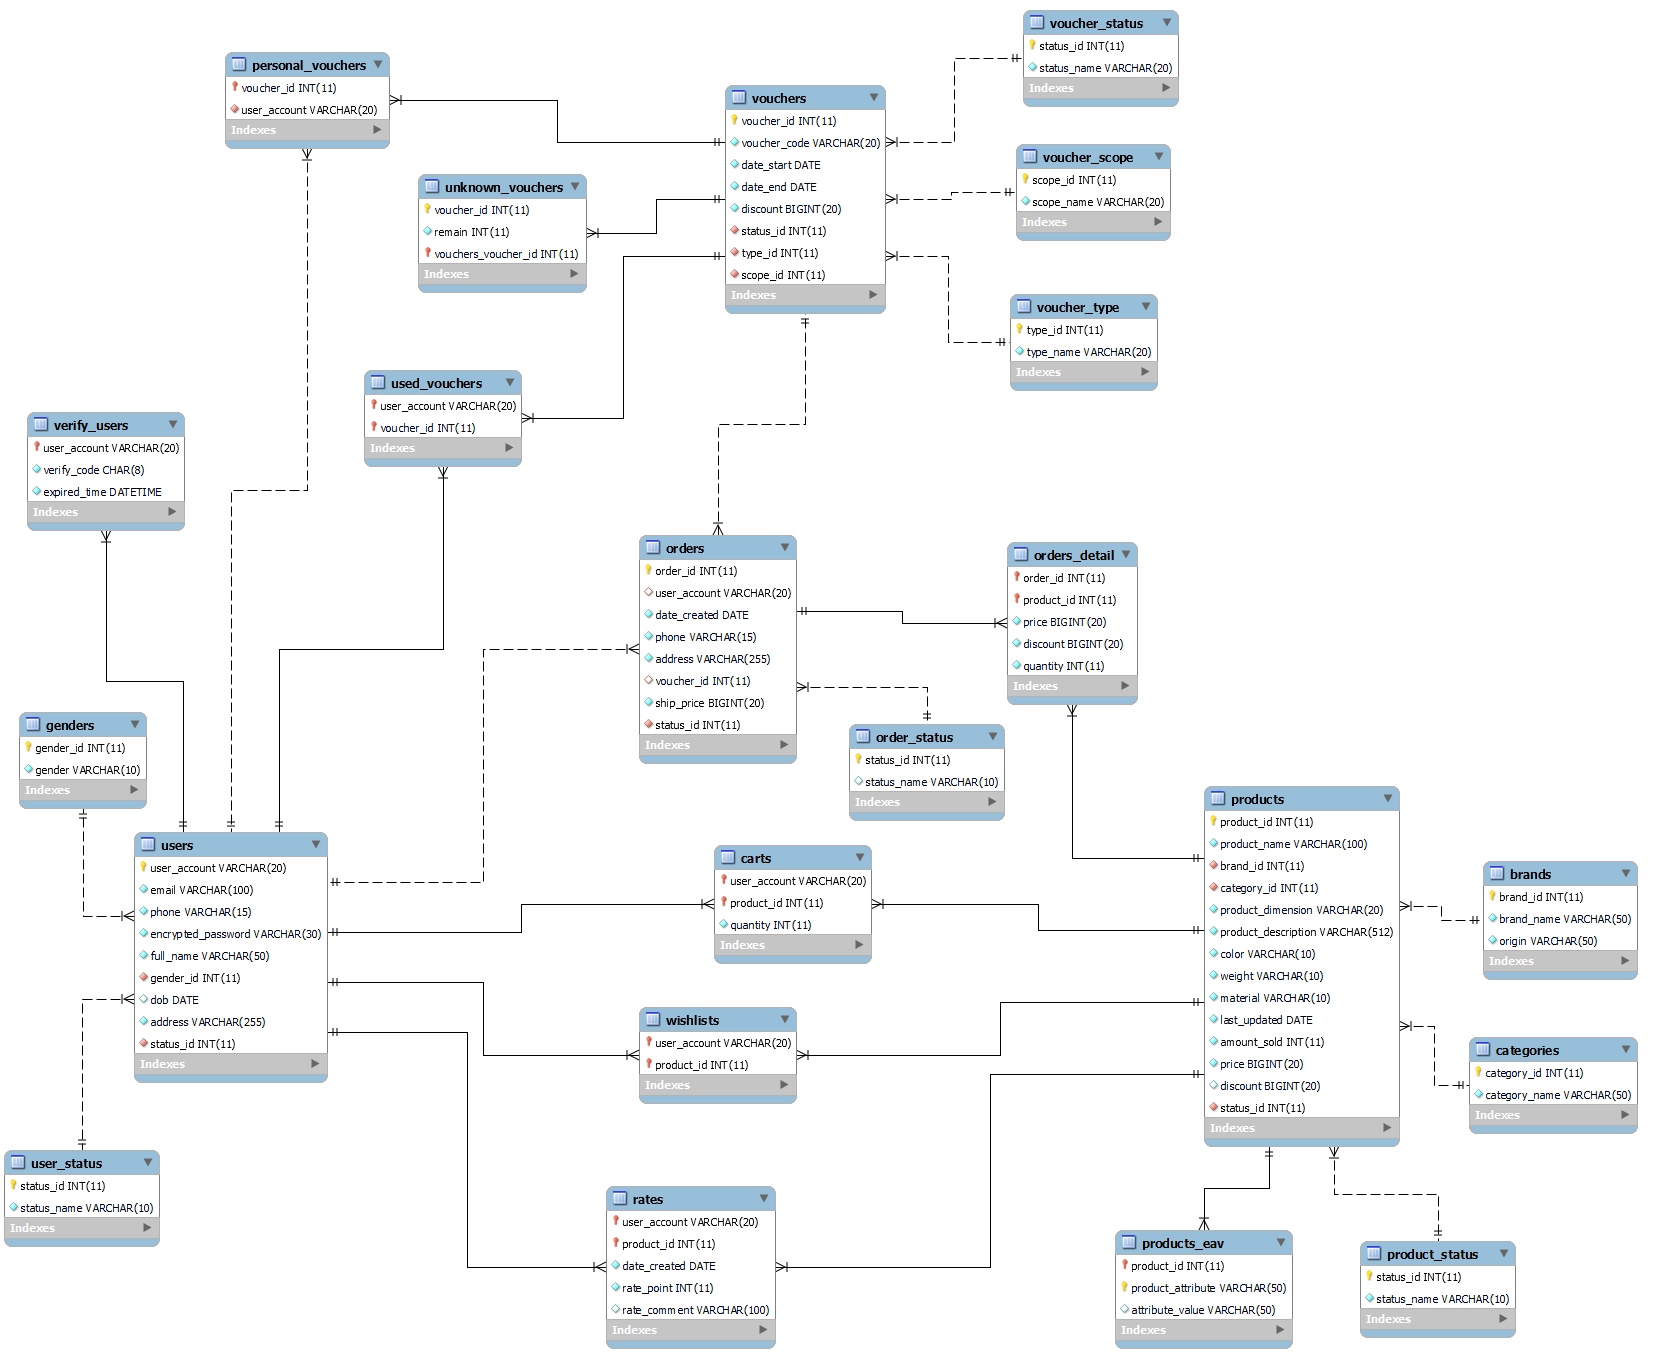 voucher_status
status_id INT(11)
status_name VARCHAR(20)
Indexes
personal_vouchers
voucher_id INT(11)
user_account VARCHAR(20)
Indexes
vouchers
voucher_id INT(11)
voucher_code VARCHAR(20)
date_start DATE
date_end DATE
discount BIGINT(20)
status_id INT(11)
type_id INT(11)
scope_id INT(11)
Indexes
voucher_scope
scope_id INT(11)
scope_name VARCHAR(20)
Indexes
unknown_vouchers
voucher_id INT(11)
remain INT(11)
vouchers_voucher_id INT(11)
Indexes
voucher_type
type_id INT(11)
type_name VARCHAR(20)
Indexes
used_vouchers
user_account VARCHAR(20)
voucher_id INT(11)
Indexes
verify_users
user_account VARCHAR(20)
verify_code CHAR(8)
expired_time DATETIME
Indexes
orders
order_id INT(11)
user_account VARCHAR(20)
date_created DATE
phone VARCHAR(15)
address VARCHAR(255)
voucher_id INT(11)
ship_price BIGINT(20)
status_id INT(11)
Indexes
orders_detail
order_id INT(11)
product_id INT(11)
price BIGINT(20)
discount BIGINT(20)
quantity INT(11)
Indexes
genders
gender_id INT(11)
gender VARCHAR(10)
Indexes
order_status
status_id INT(11)
status_name VARCHAR(10)
Indexes
products
product_id INT(11)
product_name VARCHAR(100)
brand_id INT(11)
category_id INT(11)
product_dimension VARCHAR(20)
product_description VARCHAR(512)
color VARCHAR(10)
weight VARCHAR(10)
material VARCHAR(10)
last_updated DATE
amount_sold INT(11)
price BIGINT(20)
discount BIGINT(20)
status_id INT(11)
Indexes
users
user_account VARCHAR(20)
email VARCHAR(100)
phone VARCHAR(15)
encrypted_password VARCHAR(30)
full_name VARCHAR(50)
gender_id INT(11)
dob DATE
address VARCHAR(255)
status_id INT(11)
Indexes
carts
user_account VARCHAR(20)
product_id INT(11)
quantity INT(11)
Indexes
brands
brand_id INT(11)
brand_name VARCHAR(50)
origin VARCHAR(50)
Indexes
wishlists
user_account VARCHAR(20)
product_id INT(11)
Indexes
categories
category_id INT(11)
category_name VARCHAR(50)
Indexes
user_status
status_id INT(11)
status_name VARCHAR(10)
Indexes
rates
user_account VARCHAR(20)
product_id INT(11)
date_created DATE
rate_point INT(11)
rate_comment VARCHAR(100)
Indexes
products_eav
product_id INT(11)
product_attribute VARCHAR(50)
attribute_value VARCHAR(50)
Indexes
product_status
status_id INT(11)
status_name VARCHAR(10)
Indexes